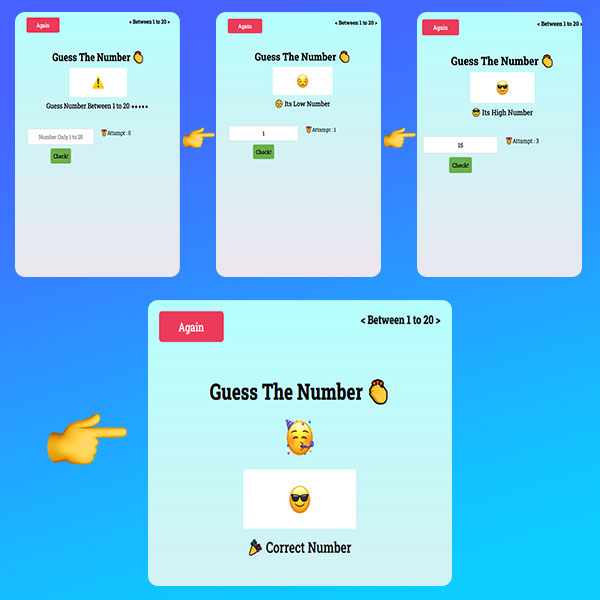 Again
< Between 1 to 20 >
Guess The Number
Guess Number Between 1 to 20 •••••
Number Only 1 to 20
Attampt : 0
Check!
Again
< Between 1 to 20 >
Guess The Number
Its Low Number
1
Attampt : 1
Check!
Again
< Between 1 to 20 >
Guess The Number
Its High Number
15
Attampt : 3
Check!
Again
< Between 1 to 20 >
Guess The Number
Correct Number